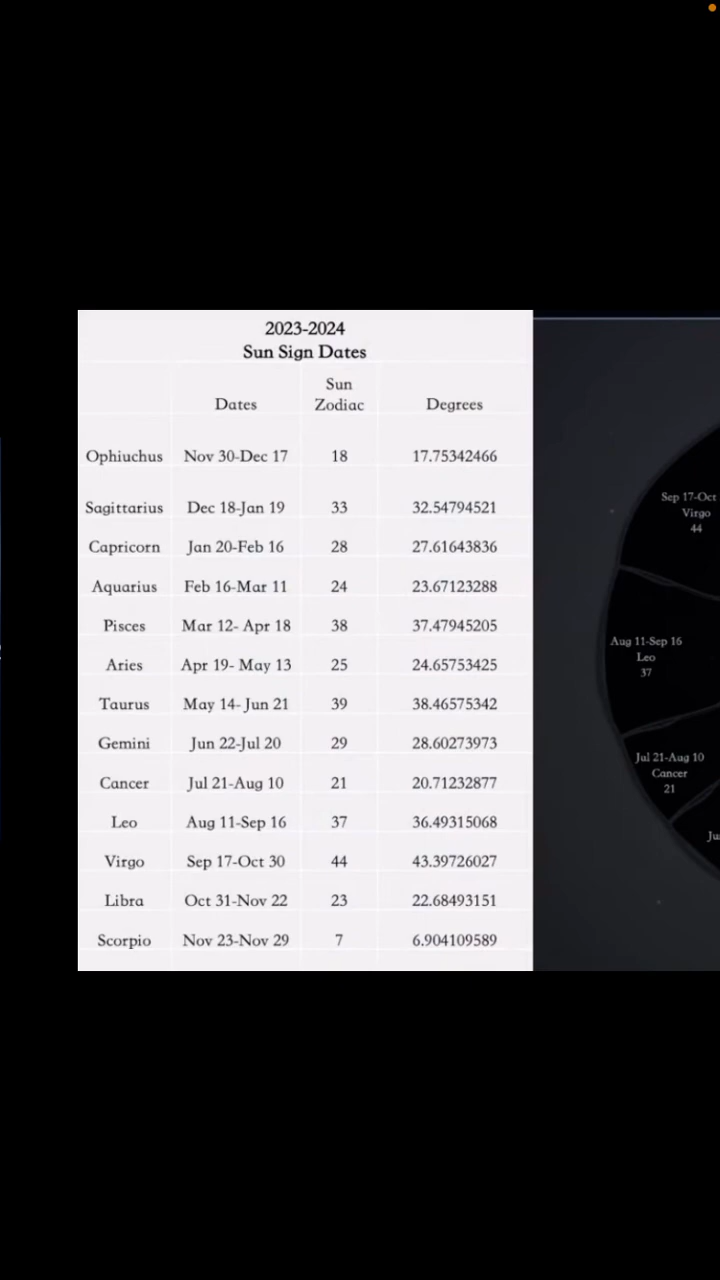 2023-2024
Sun Sign Dates
Dates Sun Zodiac Degrees
Ophiuchus Nov 30-Dec 17 18 17.75342466
Sagittarius Dec 18-Jan 19 33 32.54794521
Capricorn Jan 20-Feb 16 28 27.61643836
Aquarius Feb 16-Mar 11 24 23.67123288
Pisces Mar 12- Apr 18 38 37.47945205
Aries Apr 19- May 13 25 24.65753425
Taurus May 14- Jun 21 39 38.46575342
Gemini Jun 22-Jul 20 29 28.60273973
Cancer Jul 21-Aug 10 21 20.71232877
Leo Aug 11-Sep 16 37 36.49315068
Virgo Sep 17-Oct 30 44 43.39726027
Libra Oct 31-Nov 22 23 22.68493151
Scorpio Nov 23-Nov 29 7 6.904109589
Sep 17-Oct
Virgo
44
Aug 11-Sep 16
Leo
37
Jul 21-Aug 10
Cancer
21